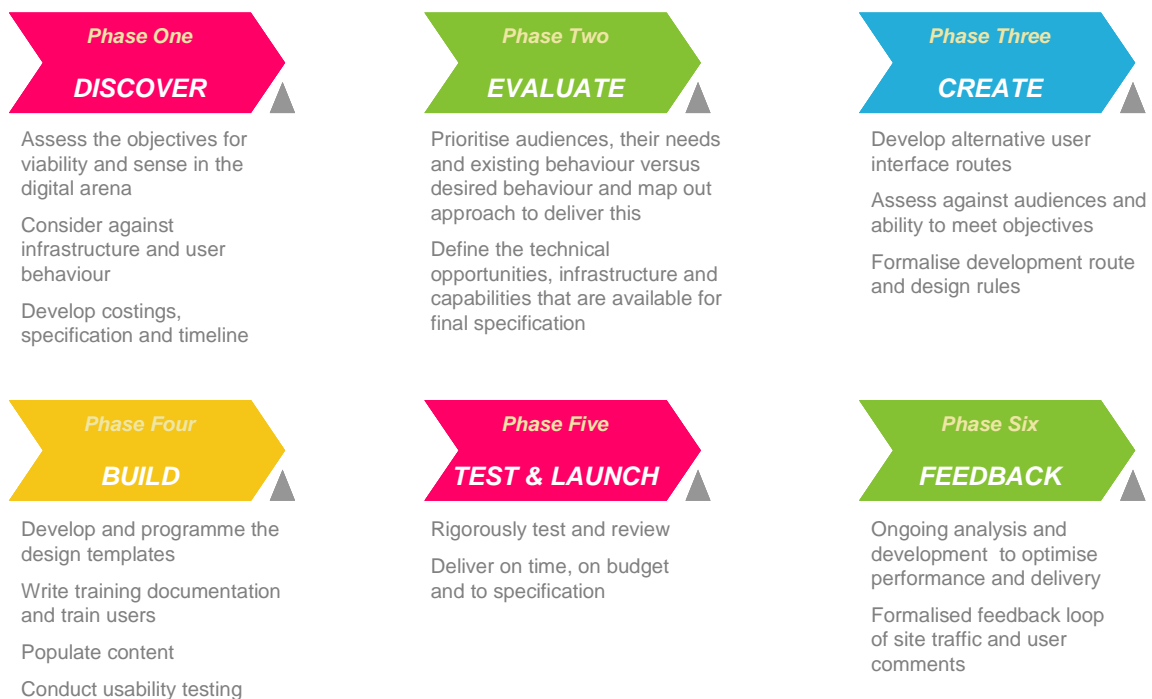 Phase One
DISCOVER
Assess the objectives for
viability and sense in the
digital arena
Consider against
infrastructure and user
behaviour
Develop costings,
specification and timeline
Phase Two
EVALUATE
Prioritise audiences, their needs
and existing behaviour versus
desired behaviour and map out
approach to deliver this
Define the technical
opportunities, infrastructure and
capabilities that are available for
final specification
Phase Three
CREATE
Develop alternative user
interface routes
Assess against audiences and
ability to meet objectives
Formalise development route
and design rules
Phase Four
BUILD
Develop and programme the
design templates
Write training documentation
and train users
Populate content
Conduct usability testing
Phase Five
TEST & LAUNCH
Rigorously test and review
Deliver on time, on budget
and to specification
Phase Six
FEEDBACK
Ongoing analysis and
development to optimise
performance and delivery
Formalised feedback loop
of site traffic and user
comments